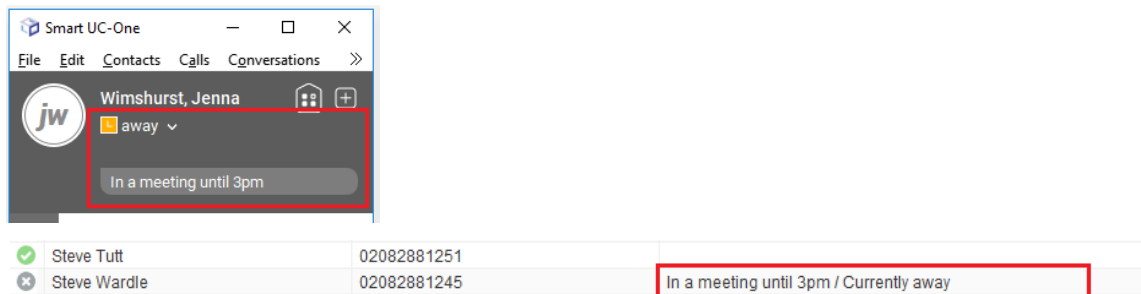 Smart UC-One
File Edit Contacts Calls Conversations »
jw
Wimshurst, Jenna
away
In a meeting until 3pm
Steve Tutt 02082881251
Steve Wardle 02082881245 In a meeting until 3pm / Currently away